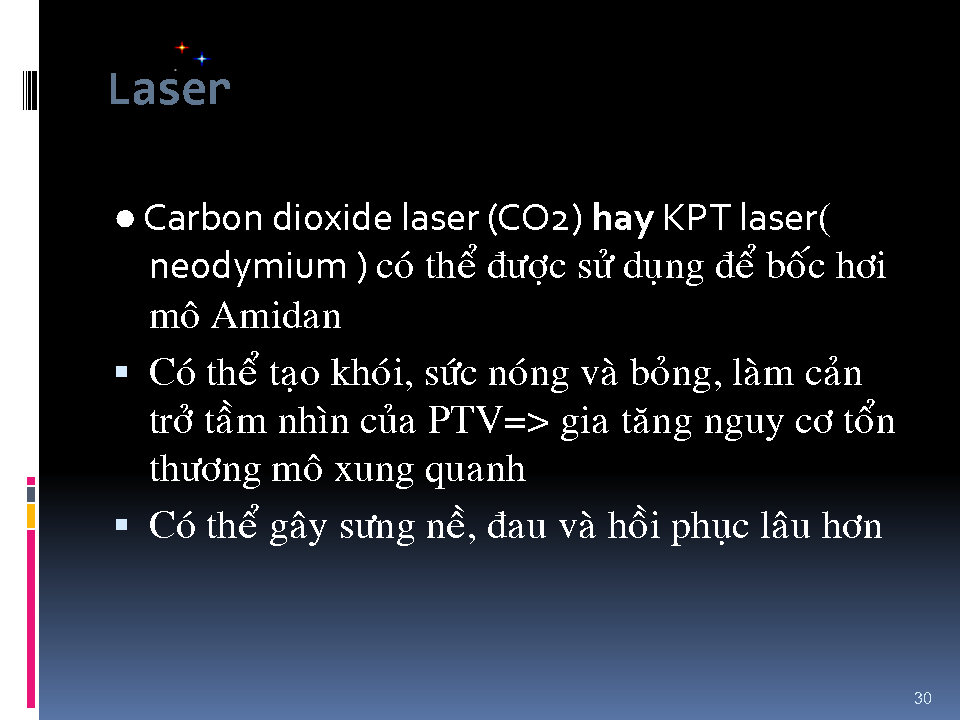 Laser
● Carbon dioxide laser (CO2) hay KPT laser(
neodymium ) có thể được sử dụng để bốc hơi
mô Amidan
▪ Có thể tạo khói, sức nóng và bỏng, làm cản
trở tầm nhìn của PTV=> gia tăng nguy cơ tổn
thương mô xung quanh
▪ Có thể gây sưng nề, đau và hồi phục lâu hơn
30